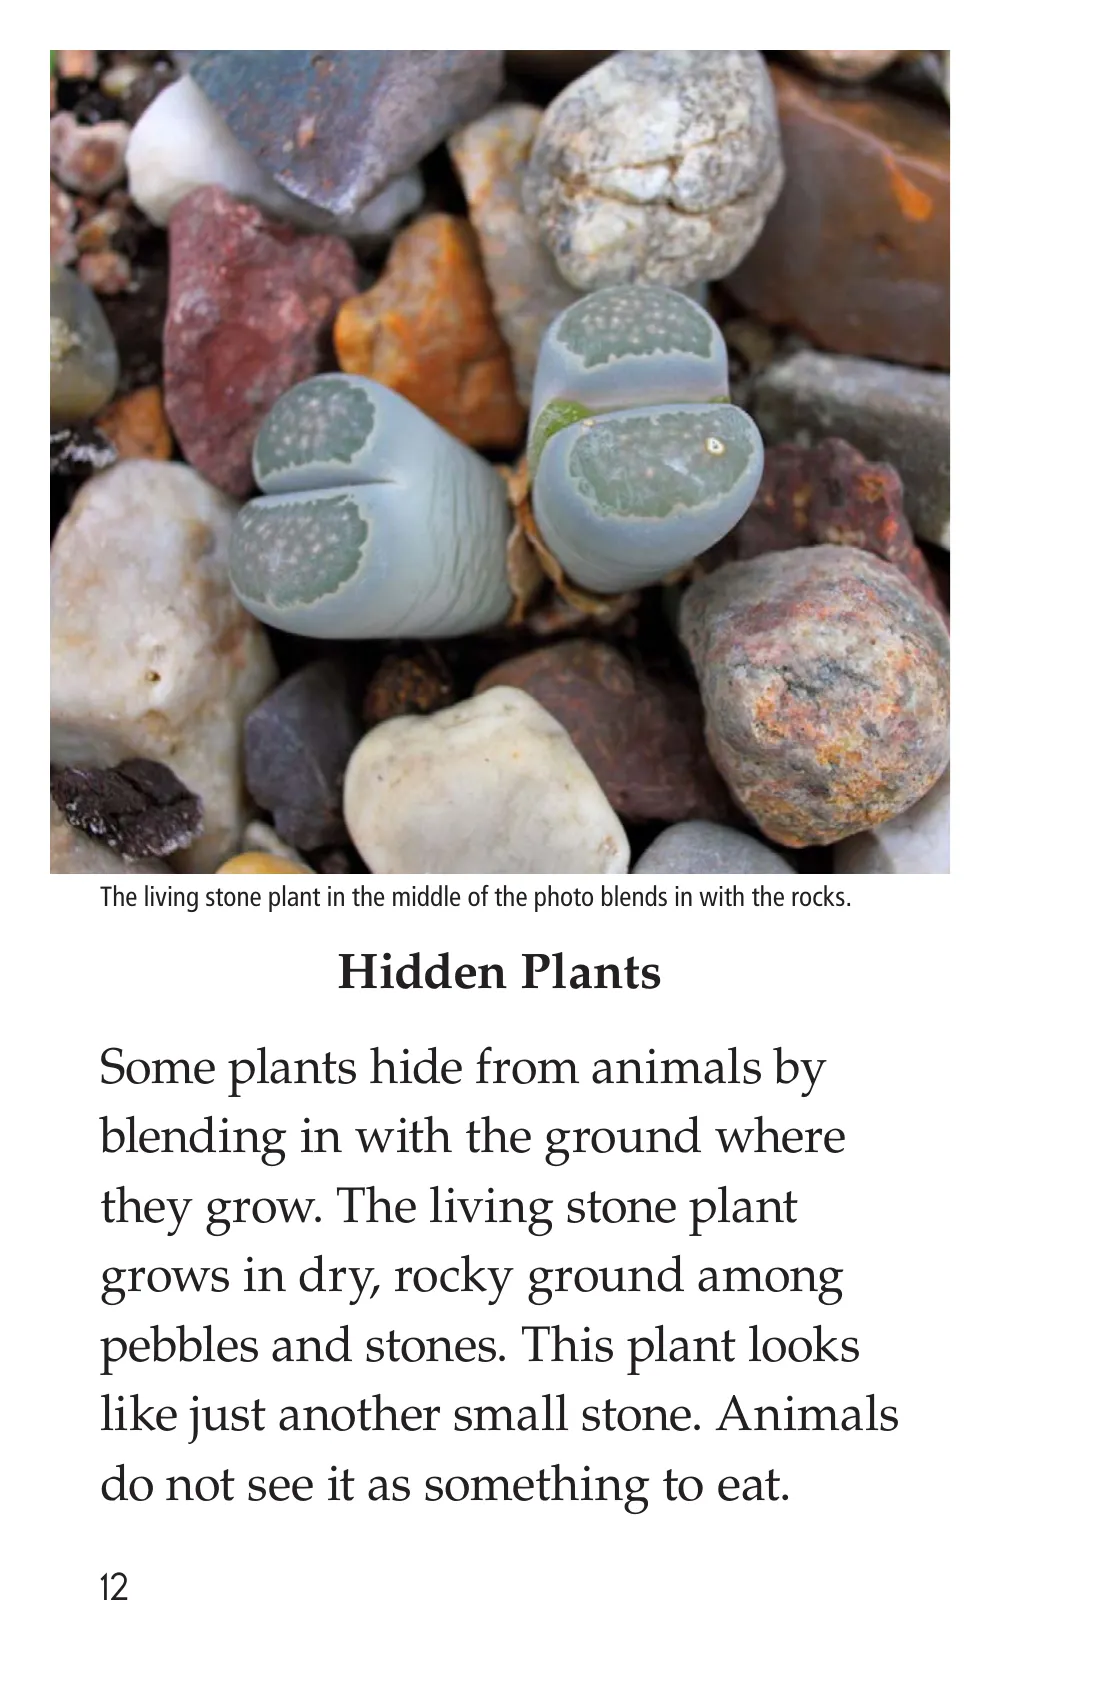 The living stone plant in the middle of the photo blends in with the rocks.
Hidden Plants
Some plants hide from animals by
blending in with the ground where
they grow. The living stone plant
grows in dry, rocky ground among
pebbles and stones. This plant looks
like just another small stone. Animals
do not see it as something to eat.
12